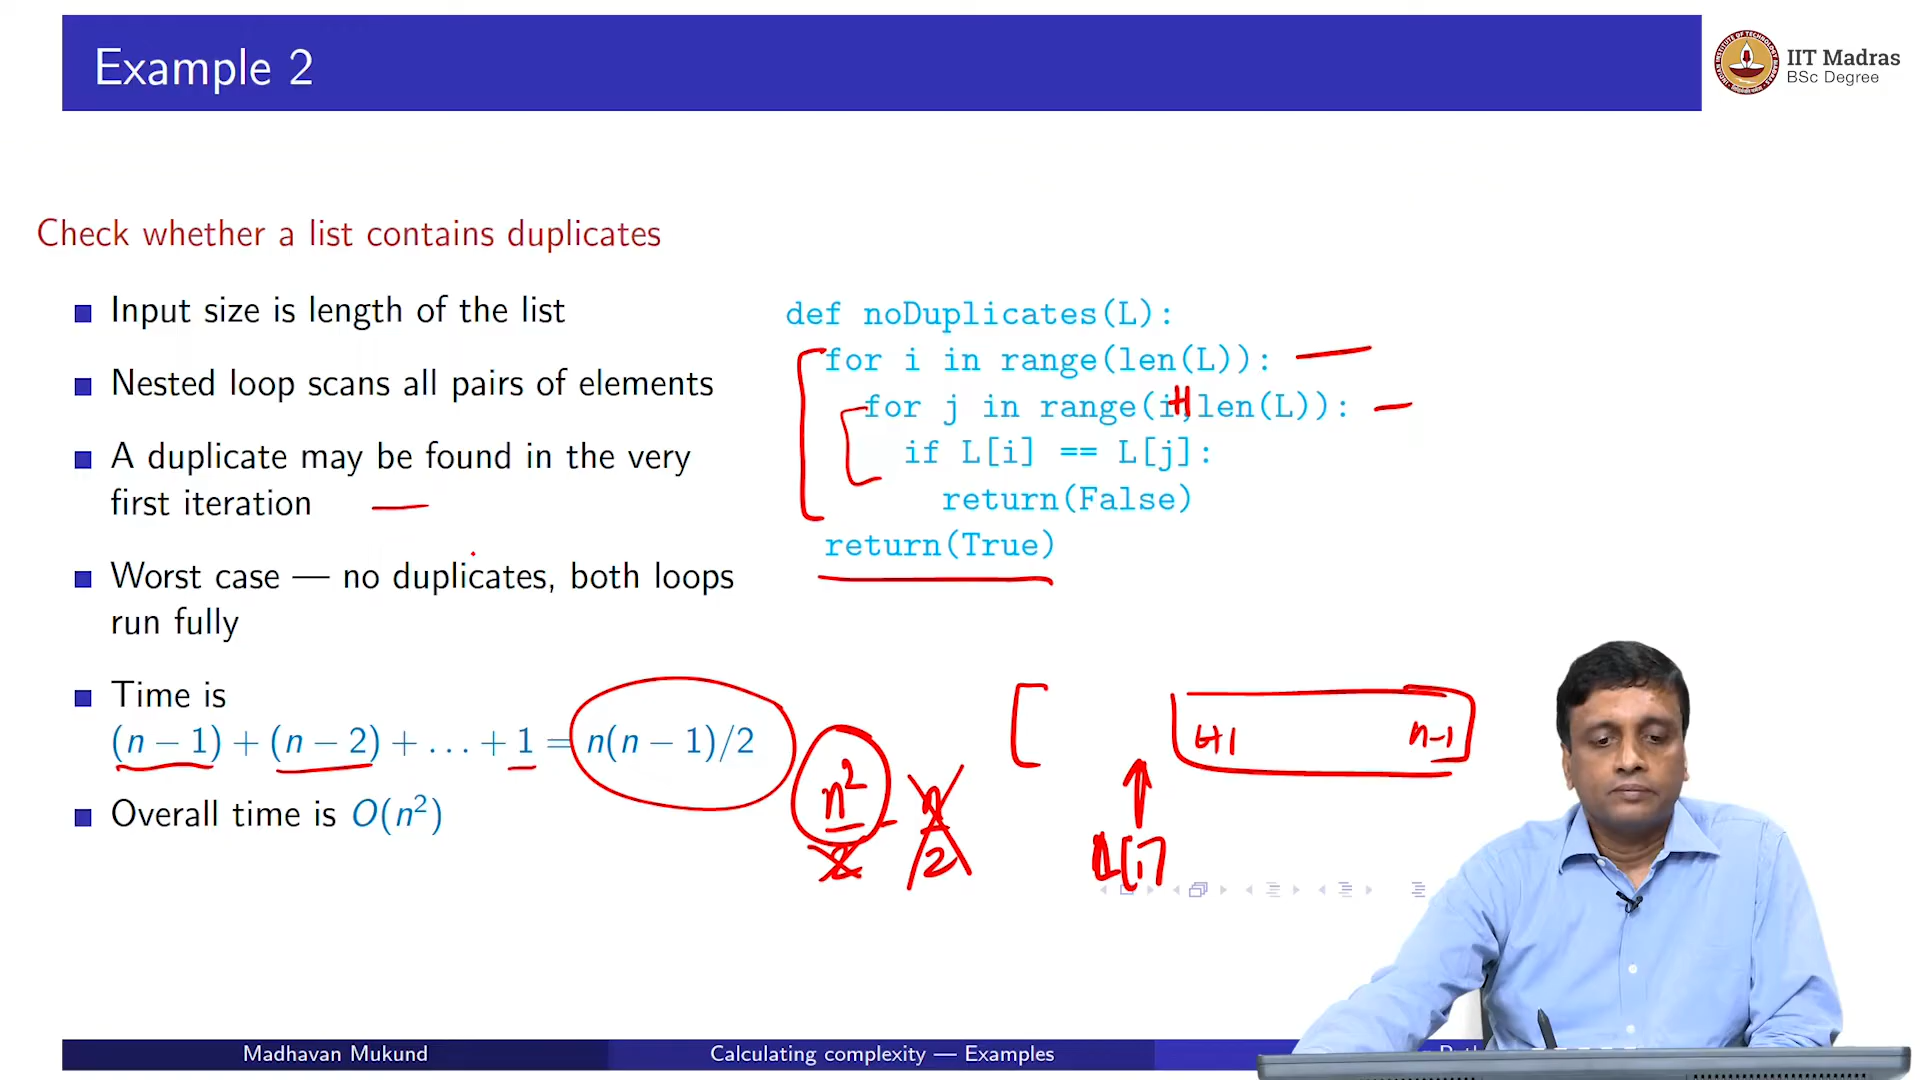 Example 2
IIT Madras
BSc Degree
Check whether a list contains duplicates
Input size is length of the list
Nested loop scans all pairs of elements
A duplicate may be found in the very
first iteration
Worst case — no duplicates, both loops
run fully
Time is
(n − 1) + (n − 2) + … + 1 = n(n − 1)/2
Overall time is O(n²)
def noDuplicates(L):
for i in range(len(L)):
for j in range(i+1,len(L)):
if L[i] == L[j]:
return(False)
return(True)
n²/2 - n/2
i+1 n-1
L[i]
Madhavan Mukund
Calculating complexity — Examples